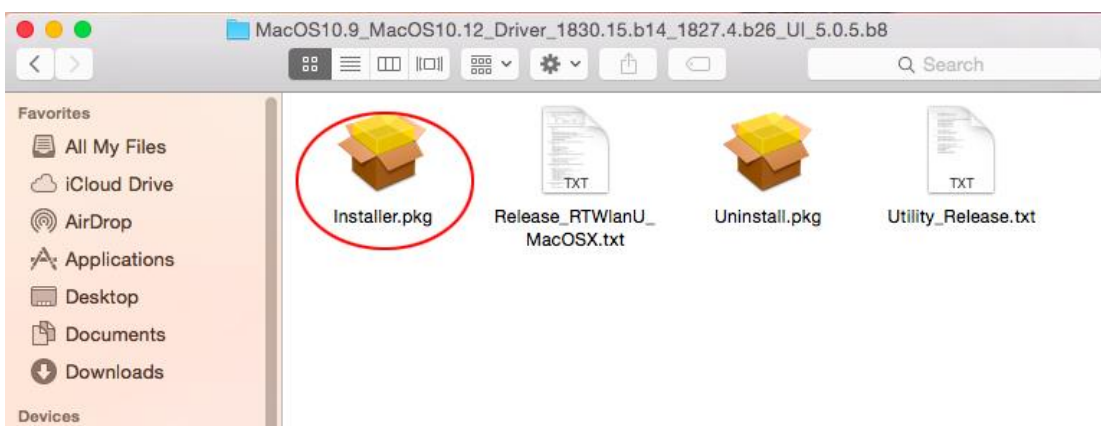 MacOS10.9_MacOS10.12_Driver_1830.15.b14_1827.4.b26_UI_5.0.5.b8
Search
Favorites
All My Files
iCloud Drive
AirDrop
Applications
Desktop
Documents
Downloads
Devices
Installer.pkg
TXT
Release_RTWlanU_
MacOSX.txt
Uninstall.pkg
TXT
Utility_Release.txt